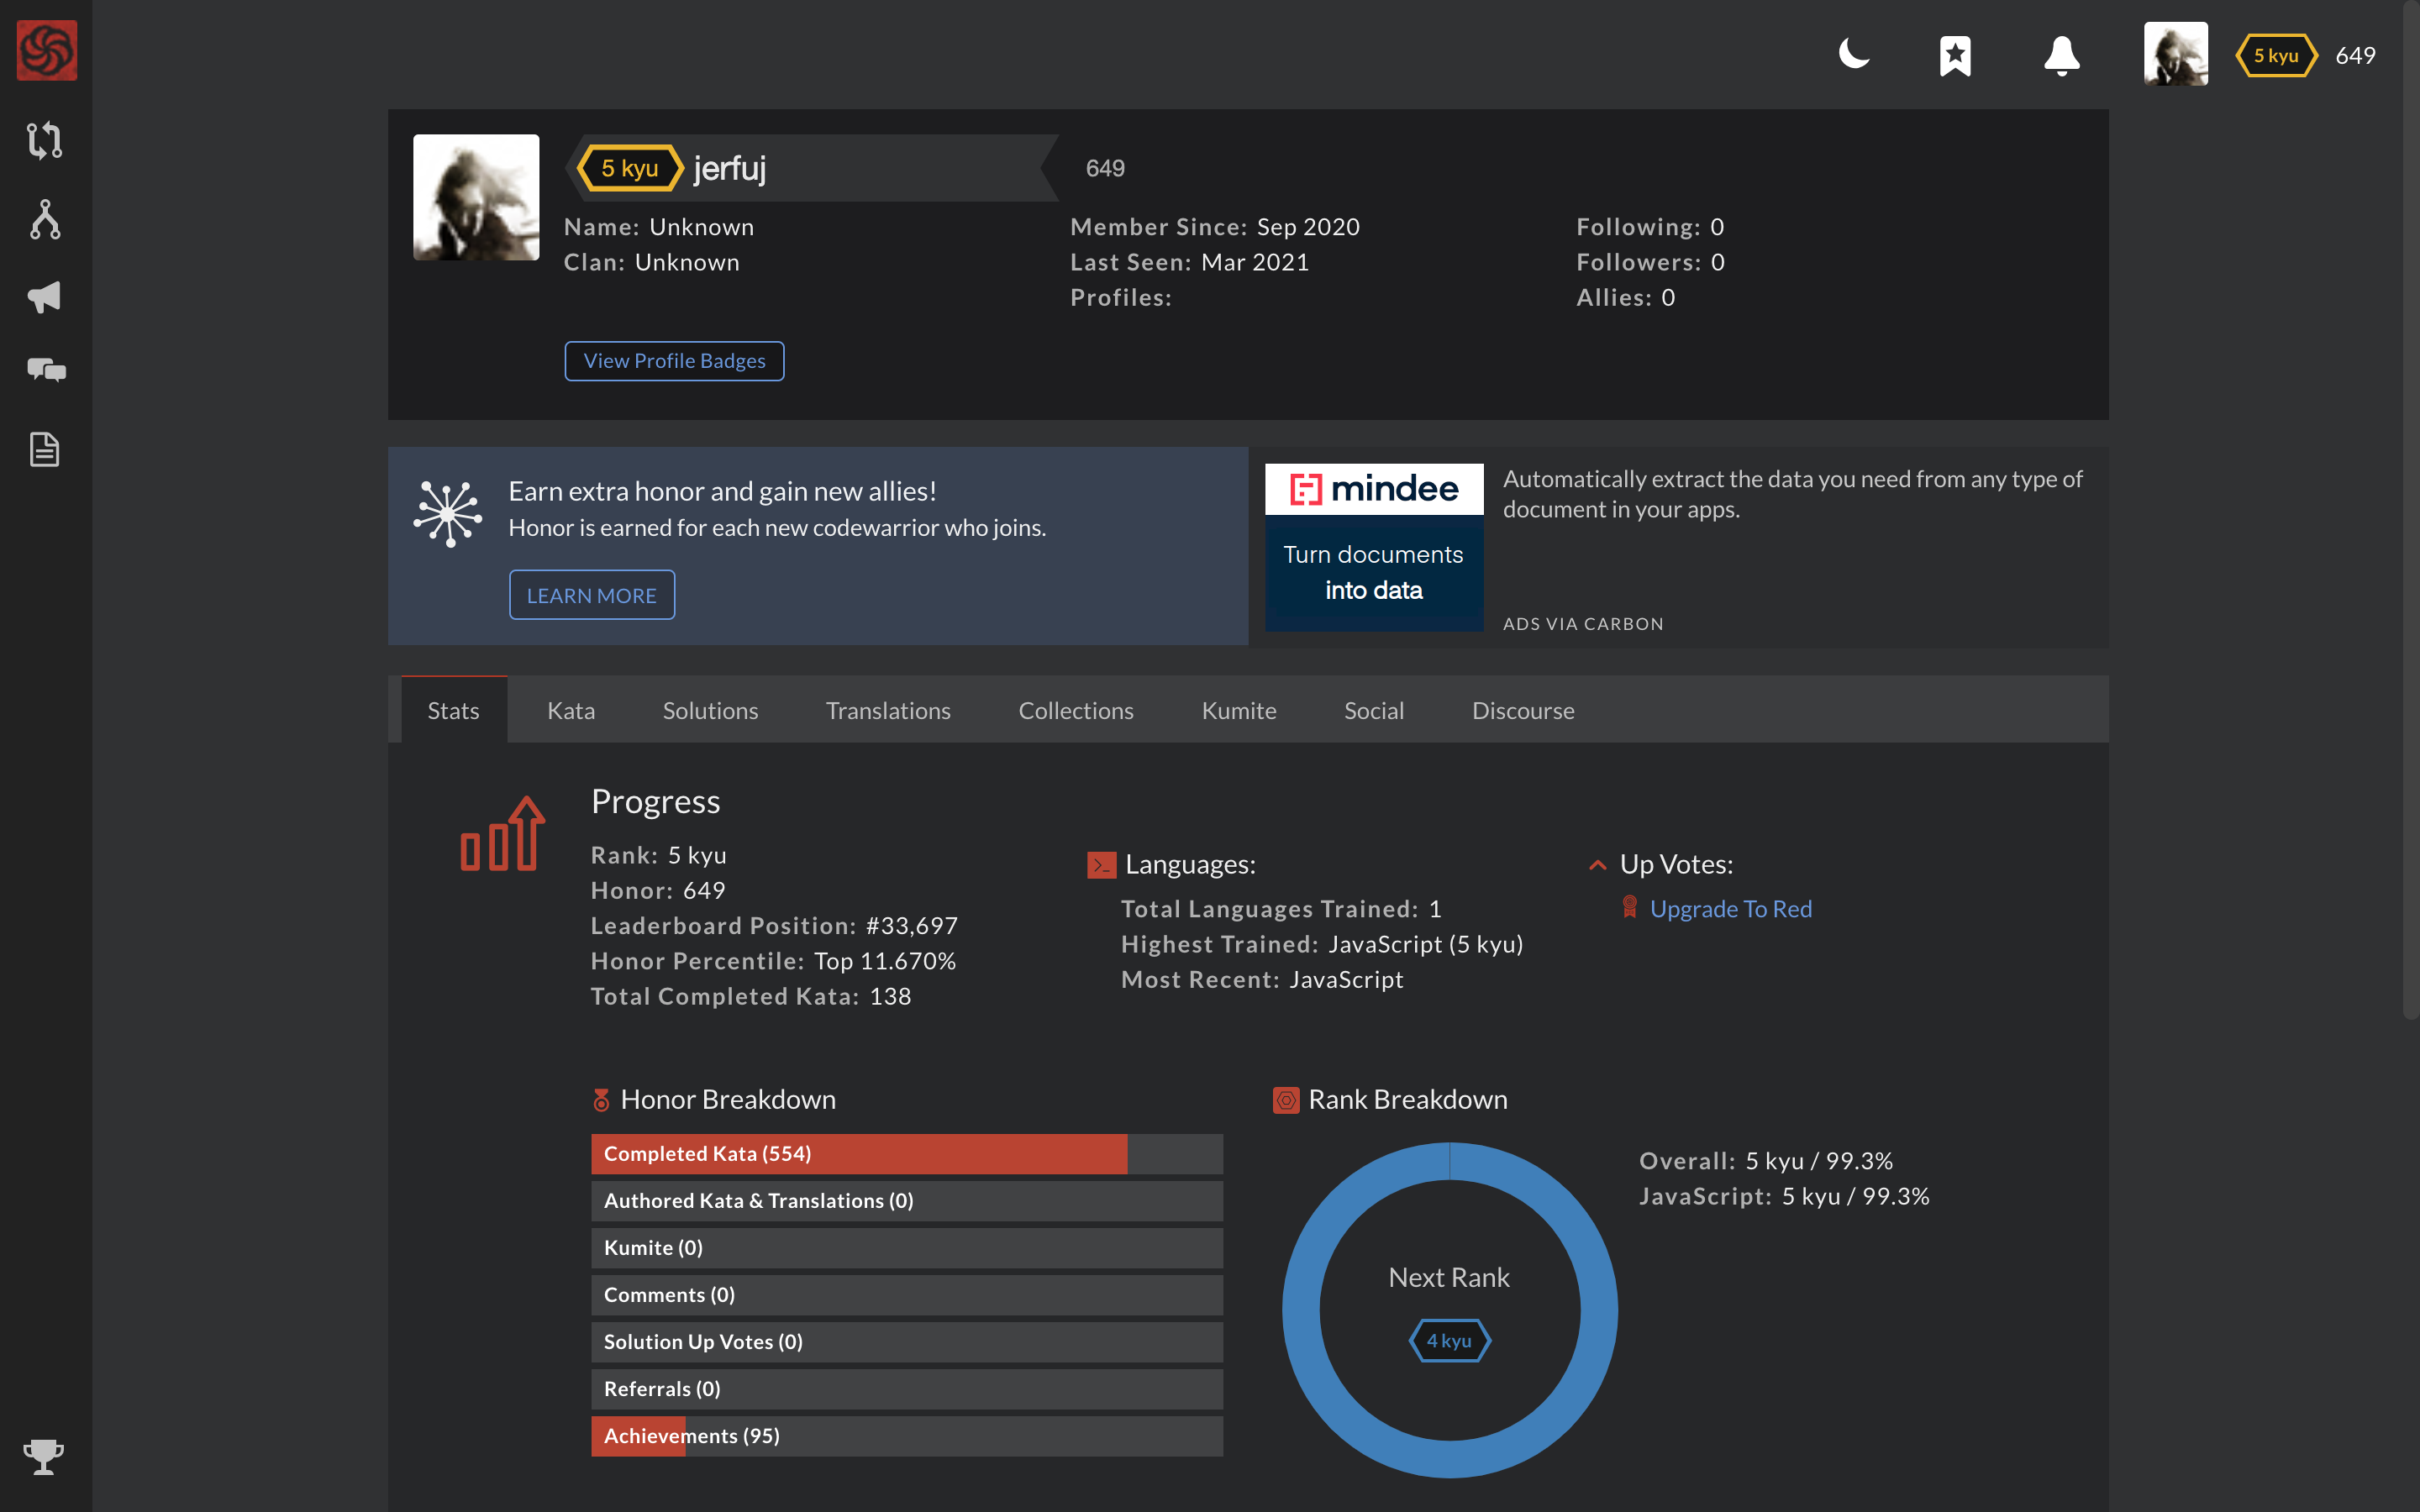 5 kyu 649
5 kyu jerfuj 649
Name: Unknown
Clan: Unknown
Member Since: Sep 2020
Last Seen: Mar 2021
Profiles:
Following: 0
Followers: 0
Allies: 0
View Profile Badges
Earn extra honor and gain new allies!
Honor is earned for each new codewarrior who joins.
LEARN MORE
mindee
Turn documents
into data
Automatically extract the data you need from any type of
document in your apps.
ADS VIA CARBON
Stats Kata Solutions Translations Collections Kumite Social Discourse
Progress
Rank: 5 kyu
Honor: 649
Leaderboard Position: #33,697
Honor Percentile: Top 11.670%
Total Completed Kata: 138
Languages:
Total Languages Trained: 1
Highest Trained: JavaScript (5 kyu)
Most Recent: JavaScript
Up Votes:
Upgrade To Red
Honor Breakdown
Completed Kata (554)
Authored Kata & Translations (0)
Kumite (0)
Comments (0)
Solution Up Votes (0)
Referrals (0)
Achievements (95)
Rank Breakdown
Next Rank
4 kyu
Overall: 5 kyu / 99.3%
JavaScript: 5 kyu / 99.3%